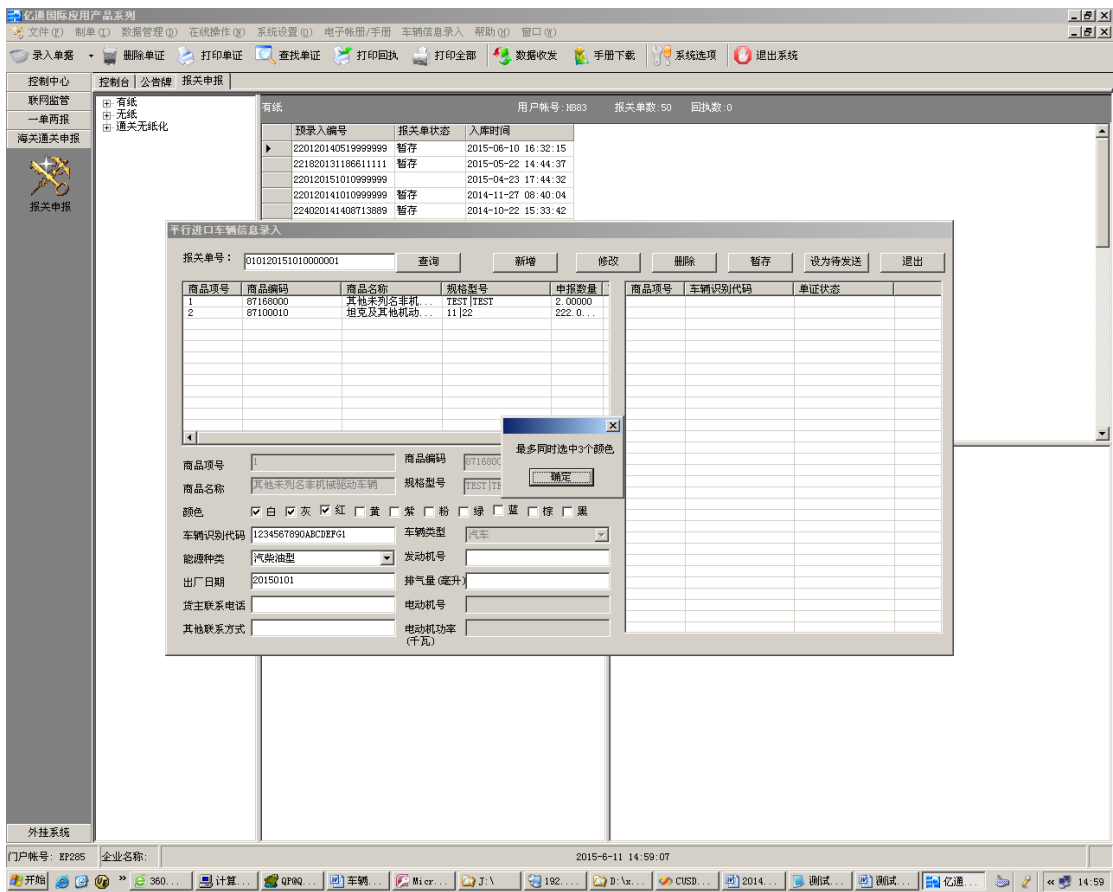 亿通国际应用产品系列
文件(F) 制单(I) 数据管理(D) 在线操作(W) 系统设置(O) 电子帐册/手册 车辆信息录入 帮助(H) 窗口(Y)
录入单据 删除单证 打印单证 查找单证 打印回执 打印全部 数据收发 手册下载 系统选项 退出系统
控制中心 控制台 公告牌 报关申报
联网监管
一单两报
海关通关申报
报关申报
有纸
无纸
通关无纸化
有纸 用户帐号:HB83 报关单数:50 回执数:0
预录入编号 报关单状态 入库时间
220120140519999999 暂存 2015-06-10 16:32:15
221820131186611111 暂存 2015-05-22 14:44:37
220120151010999999 2015-04-23 17:44:32
220120141010999999 暂存 2014-11-27 08:40:04
224020141408713889 暂存 2014-10-22 15:33:42
平行进口车辆信息录入
报关单号: 010120151010000001 查询 新增 修改 删除 暂存 设为待发送 退出
商品项号 商品编码 商品名称 规格型号 申报数量
1 87168000 其他未列名非机... TEST|TEST 2.00000
2 87100010 坦克及其他机动... 11|22 222.0...
商品项号 车辆识别代码 单证状态
最多同时选中3个颜色
确定
商品项号 1 商品编码 8716800
商品名称 其他未列名非机械驱动车辆 规格型号 TEST|TE
颜色 白 灰 红 黄 紫 粉 绿 蓝 棕 黑
车辆识别代码 1234567890ABCDEFG1 车辆类型 汽车
能源种类 汽柴油型 发动机号
出厂日期 20150101 排气量(毫升)
货主联系电话 电动机号
其他联系方式 电动机功率
(千瓦)
外挂系统
门户帐号: EP285 企业名称: 2015-6-11 14:59:07
开始 » 360... 计算... QP@Q... 车辆... Micr... J:\ 192.... D:\x... CUSD... 2014... 测试... 测试... 亿通... « 14:59